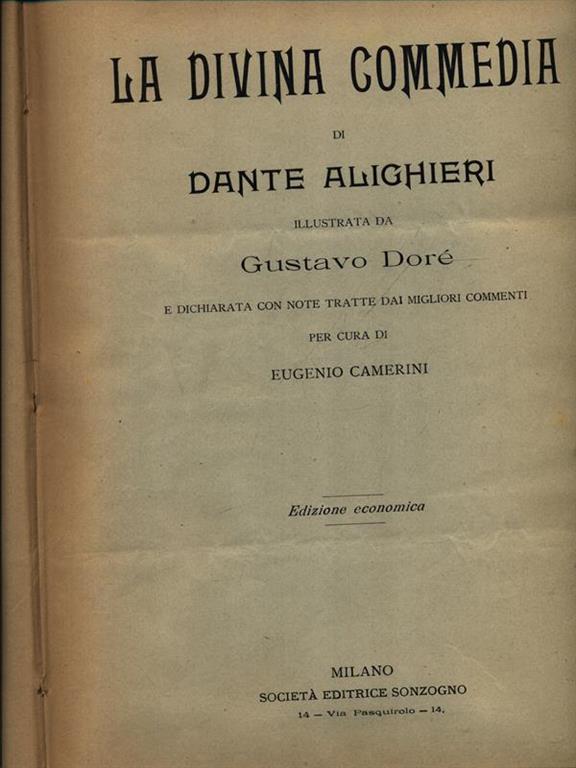 LA DIVINA COMMEDIA
DI
DANTE ALIGHIERI
ILLUSTRATA DA
Gustavo Doré
E DICHIARATA CON NOTE TRATTE DAI MIGLIORI COMMENTI
PER CURA DI
EUGENIO CAMERINI
Edizione economica
MILANO
SOCIETÀ EDITRICE SONZOGNO
14 — Via Pasquirolo — 14.